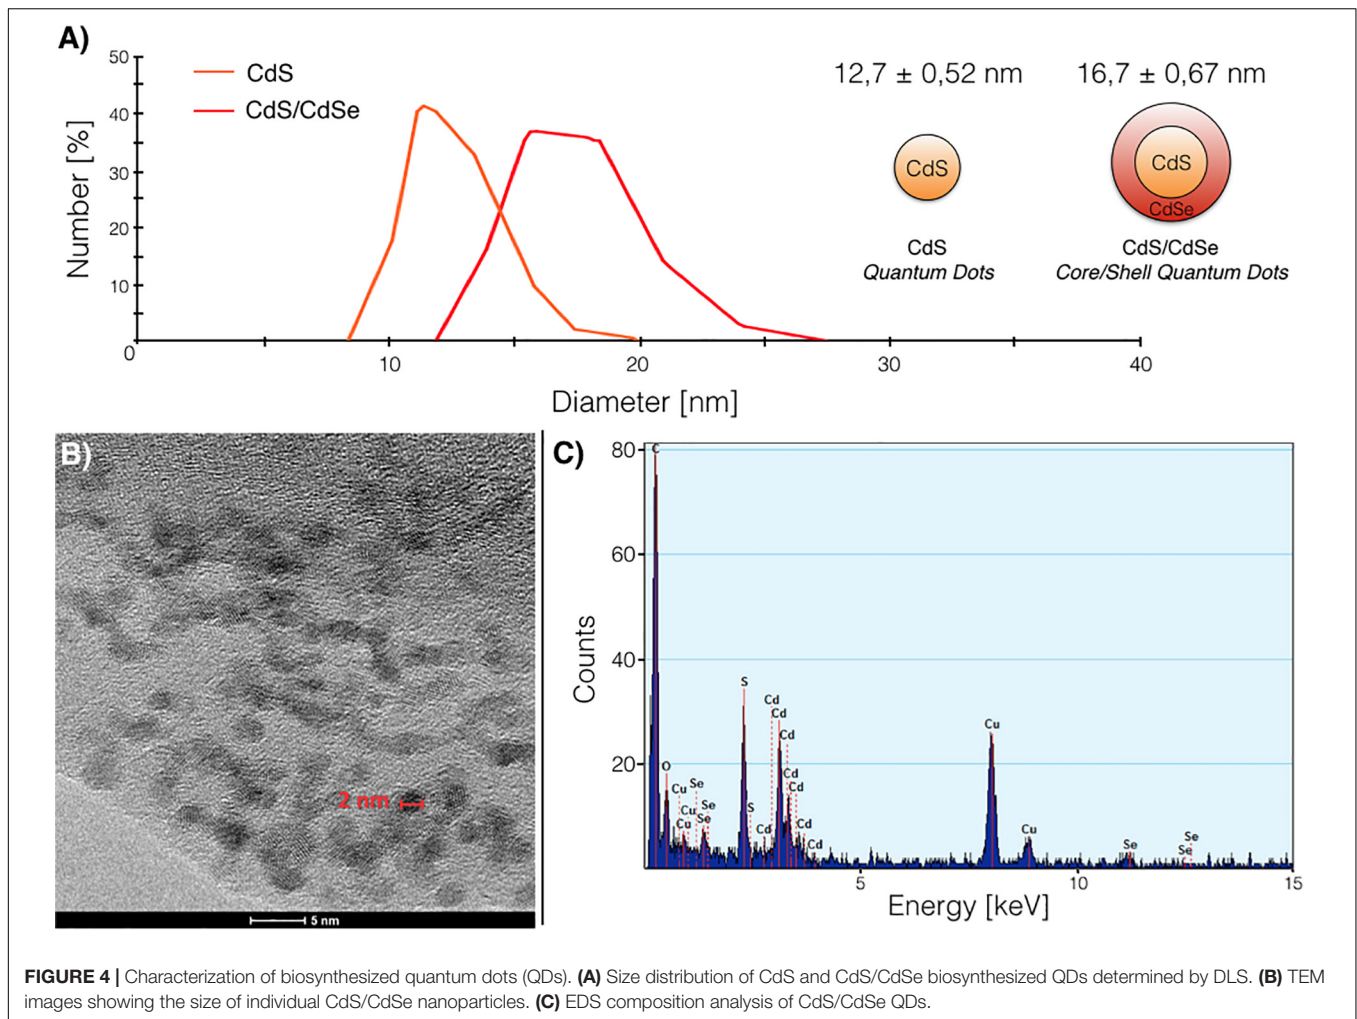 A)
50
40
30
20
10
0
Number [%]
CdS
CdS/CdSe
12,7 ± 0,52 nm
16,7 ± 0,67 nm
CdS
CdS
CdSe
CdS
Quantum Dots
CdS/CdSe
Core/Shell Quantum Dots
10
20
30
40
Diameter [nm]
B)
2 nm
5 nm
C)
80
60
40
20
Counts
C
O
Cu
Se
Cu
Se
Cu
Se
S
S
Cd
Cd
Cd
Cd
Cd
Cd
Cd
Cd
Cu
Cu
Se
Se
Se
5
10
15
Energy [keV]
FIGURE 4 | Characterization of biosynthesized quantum dots (QDs). (A) Size distribution of CdS and CdS/CdSe biosynthesized QDs determined by DLS. (B) TEM
images showing the size of individual CdS/CdSe nanoparticles. (C) EDS composition analysis of CdS/CdSe QDs.